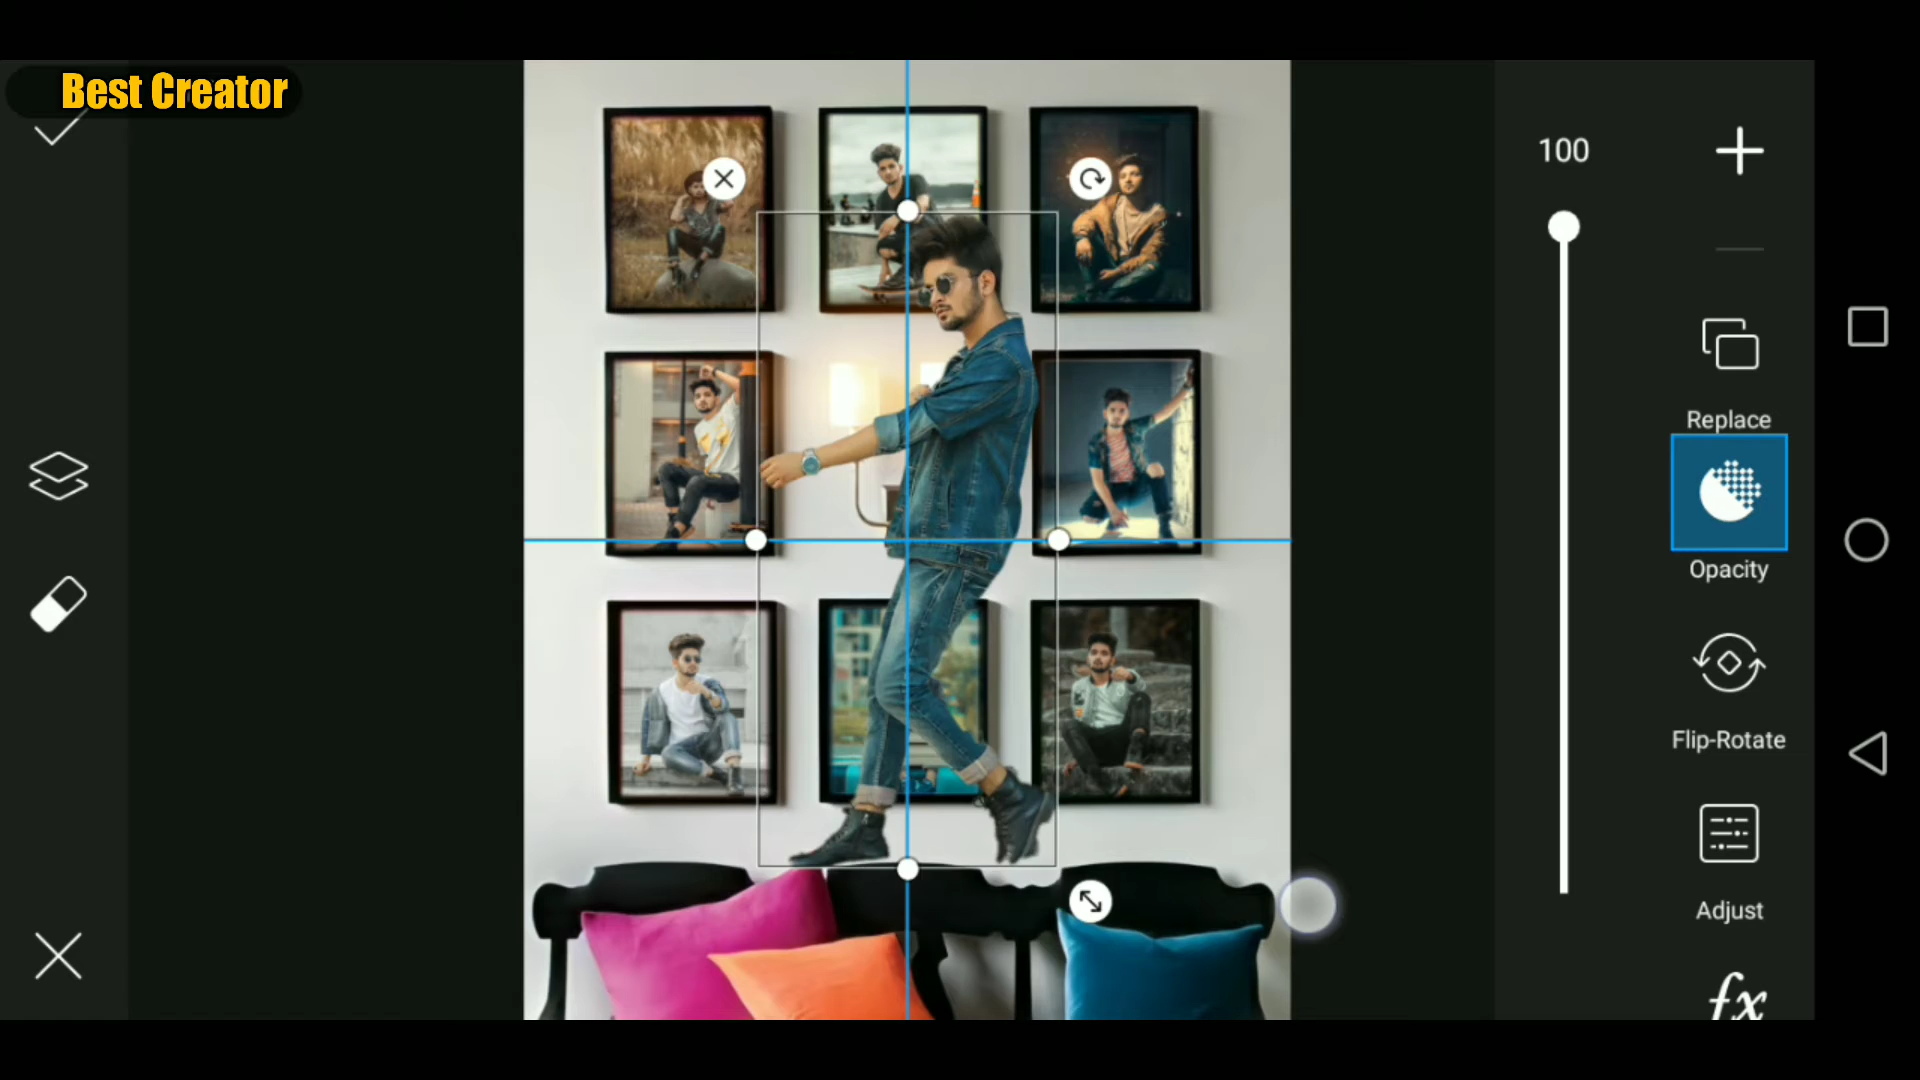 Best Creator
100
Replace
Opacity
Flip-Rotate
Adjust
fx